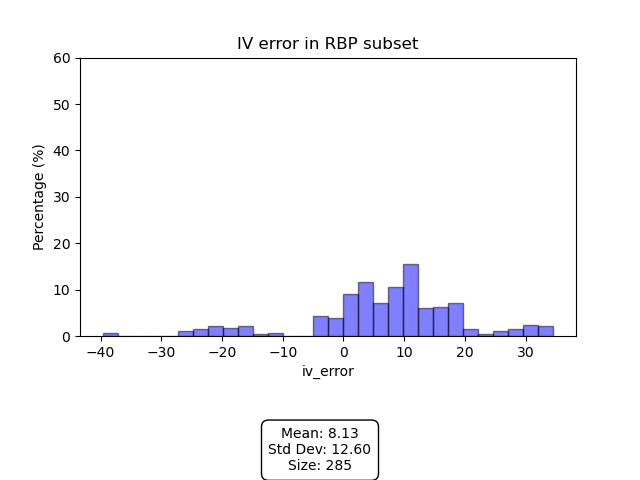 IV error in RBP subset
60
50
40
30
20
10
0
Percentage (%)
−40 −30 −20 −10 0 10 20 30
iv_error
Mean: 8.13
Std Dev: 12.60
Size: 285